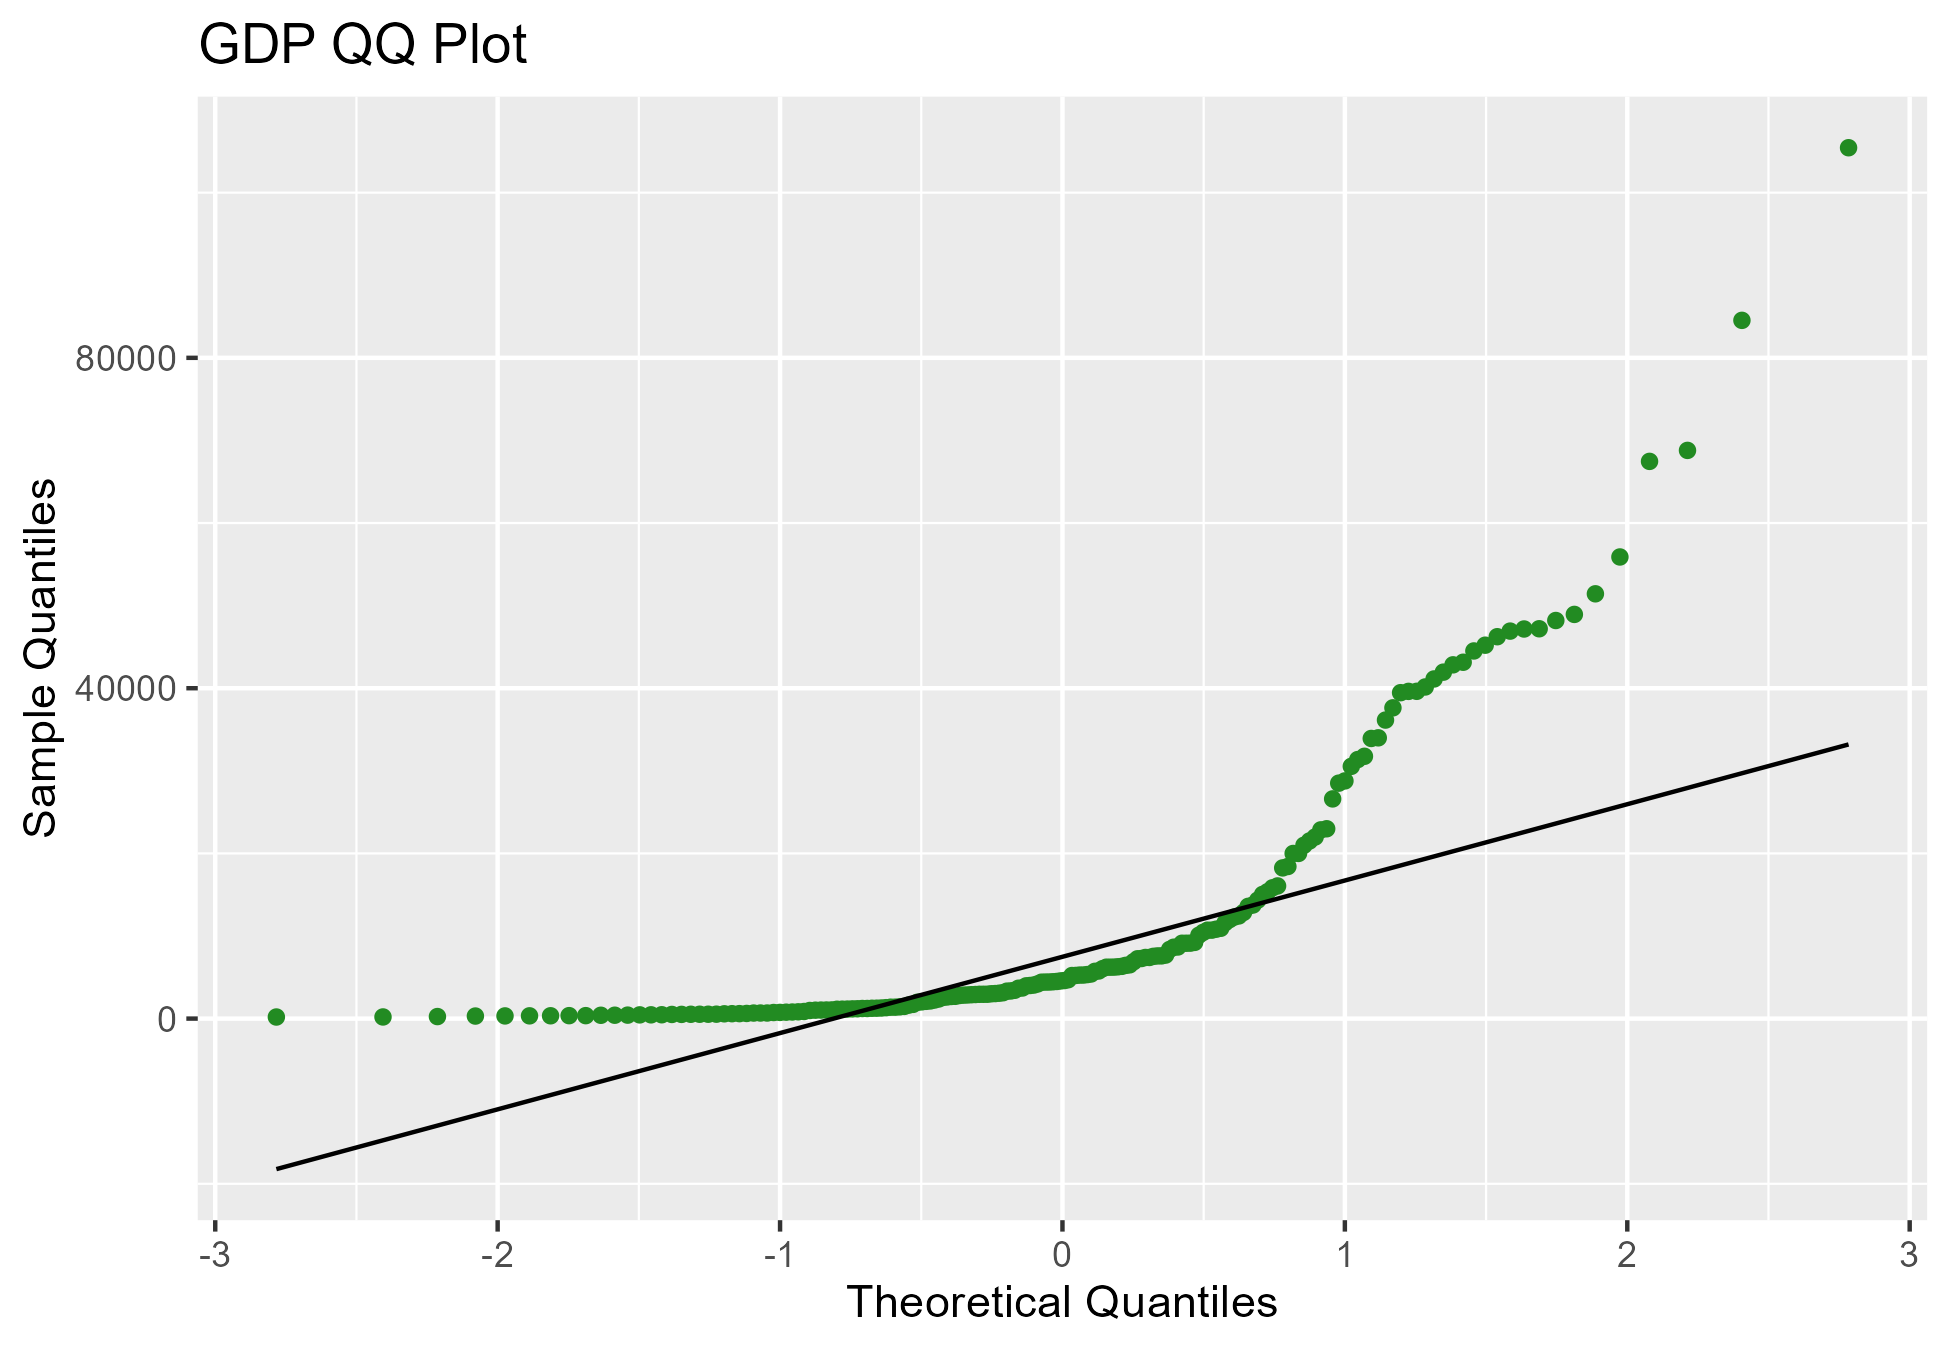 GDP QQ Plot
Sample Quantiles
80000
40000
0
-3 -2 -1 0 1 2 3
Theoretical Quantiles